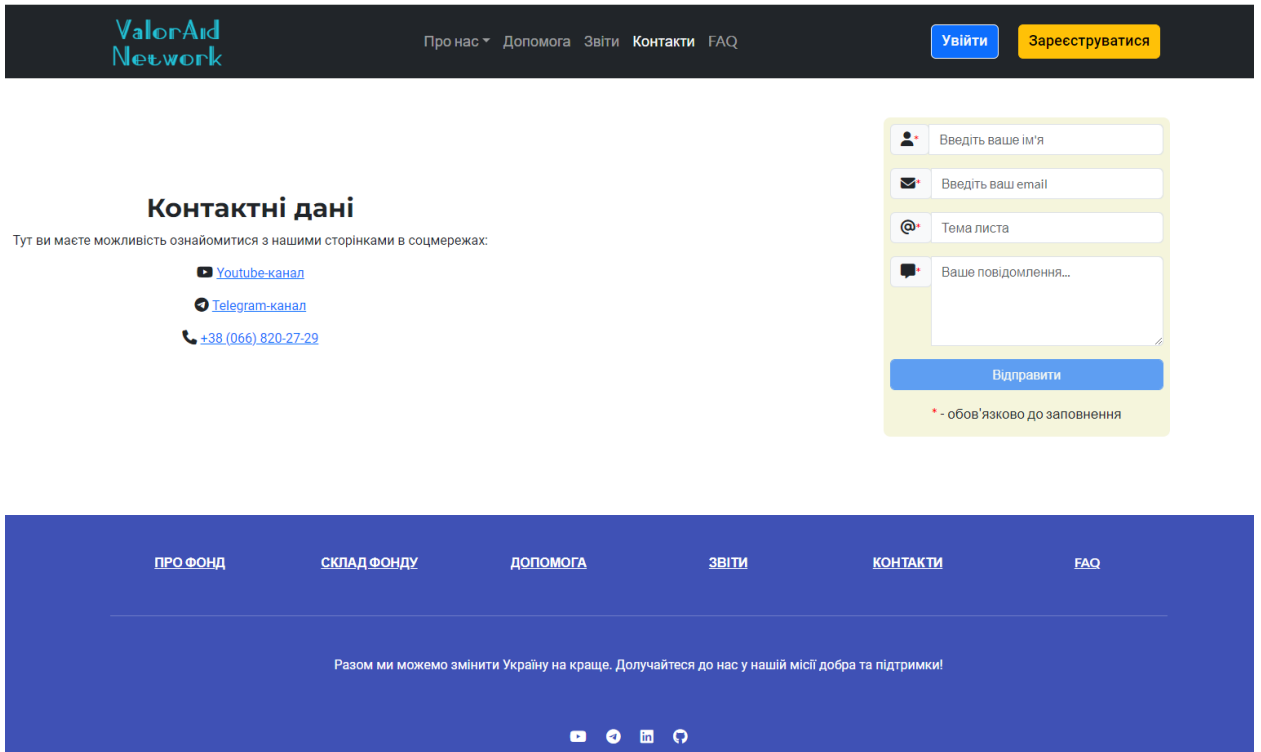 ValorAid
Network
Про нас Допомога Звіти Контакти FAQ
Увійти
Зареєструватися
Контактні дані
Тут ви маєте можливість ознайомитися з нашими сторінками в соцмережах:
Youtube-канал
Telegram-канал
+38 (066) 820-27-29
* Введіть ваше ім'я
* Введіть ваш email
@* Тема листа
* Ваше повідомлення...
Відправити
* - обов'язково до заповнення
ПРО ФОНД СКЛАД ФОНДУ ДОПОМОГА ЗВІТИ КОНТАКТИ FAQ
Разом ми можемо змінити Україну на краще. Долучайтеся до нас у нашій місії добра та підтримки!